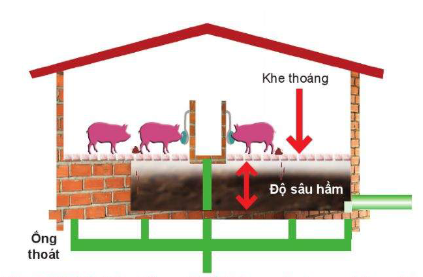 Khe thoáng
Độ sâu hầm
Ống
thoát